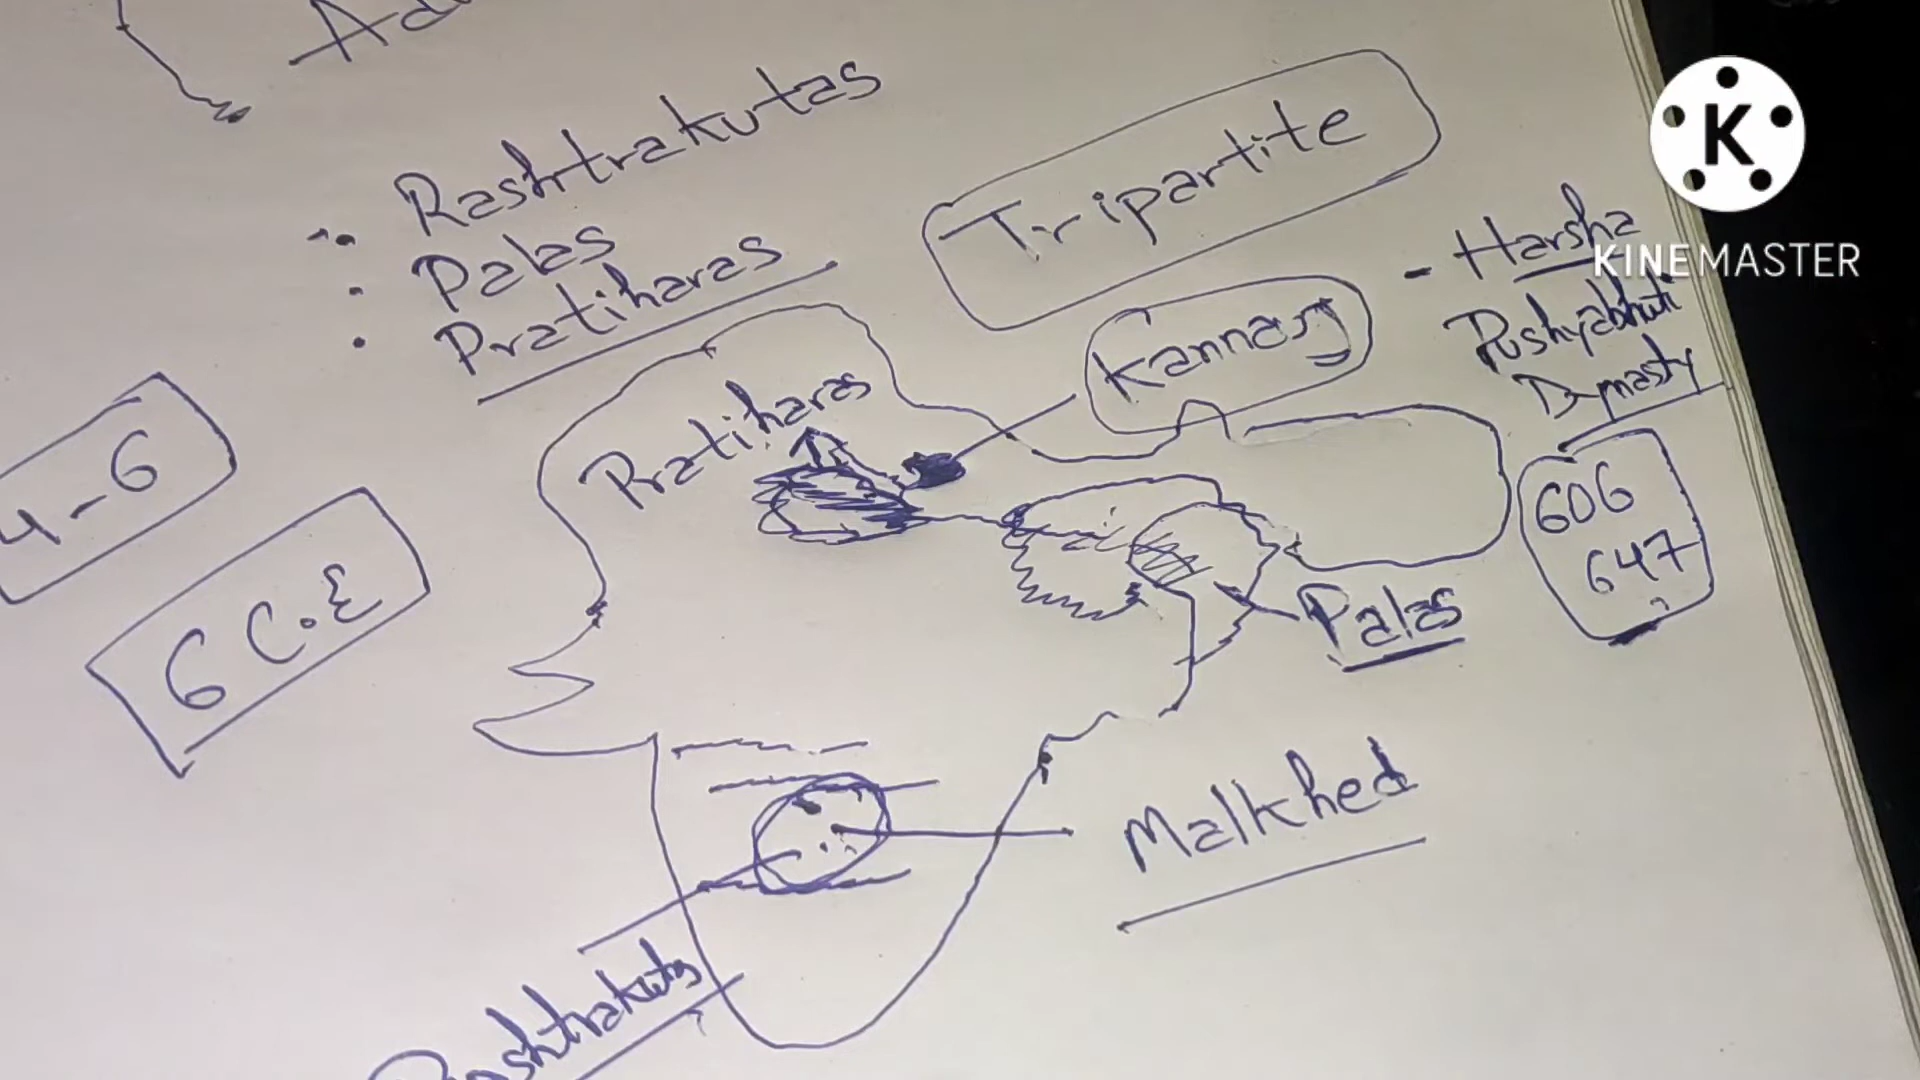 Rashtrakutas
Palas
Pratiharas
Tripartite
Kannauj
- Harsha
Pushyabhuti
Dynasty
606
647
4-6
6 C.E
Pratiharas
Palas
Malkhed
Rashtrakutas
K
KINEMASTER